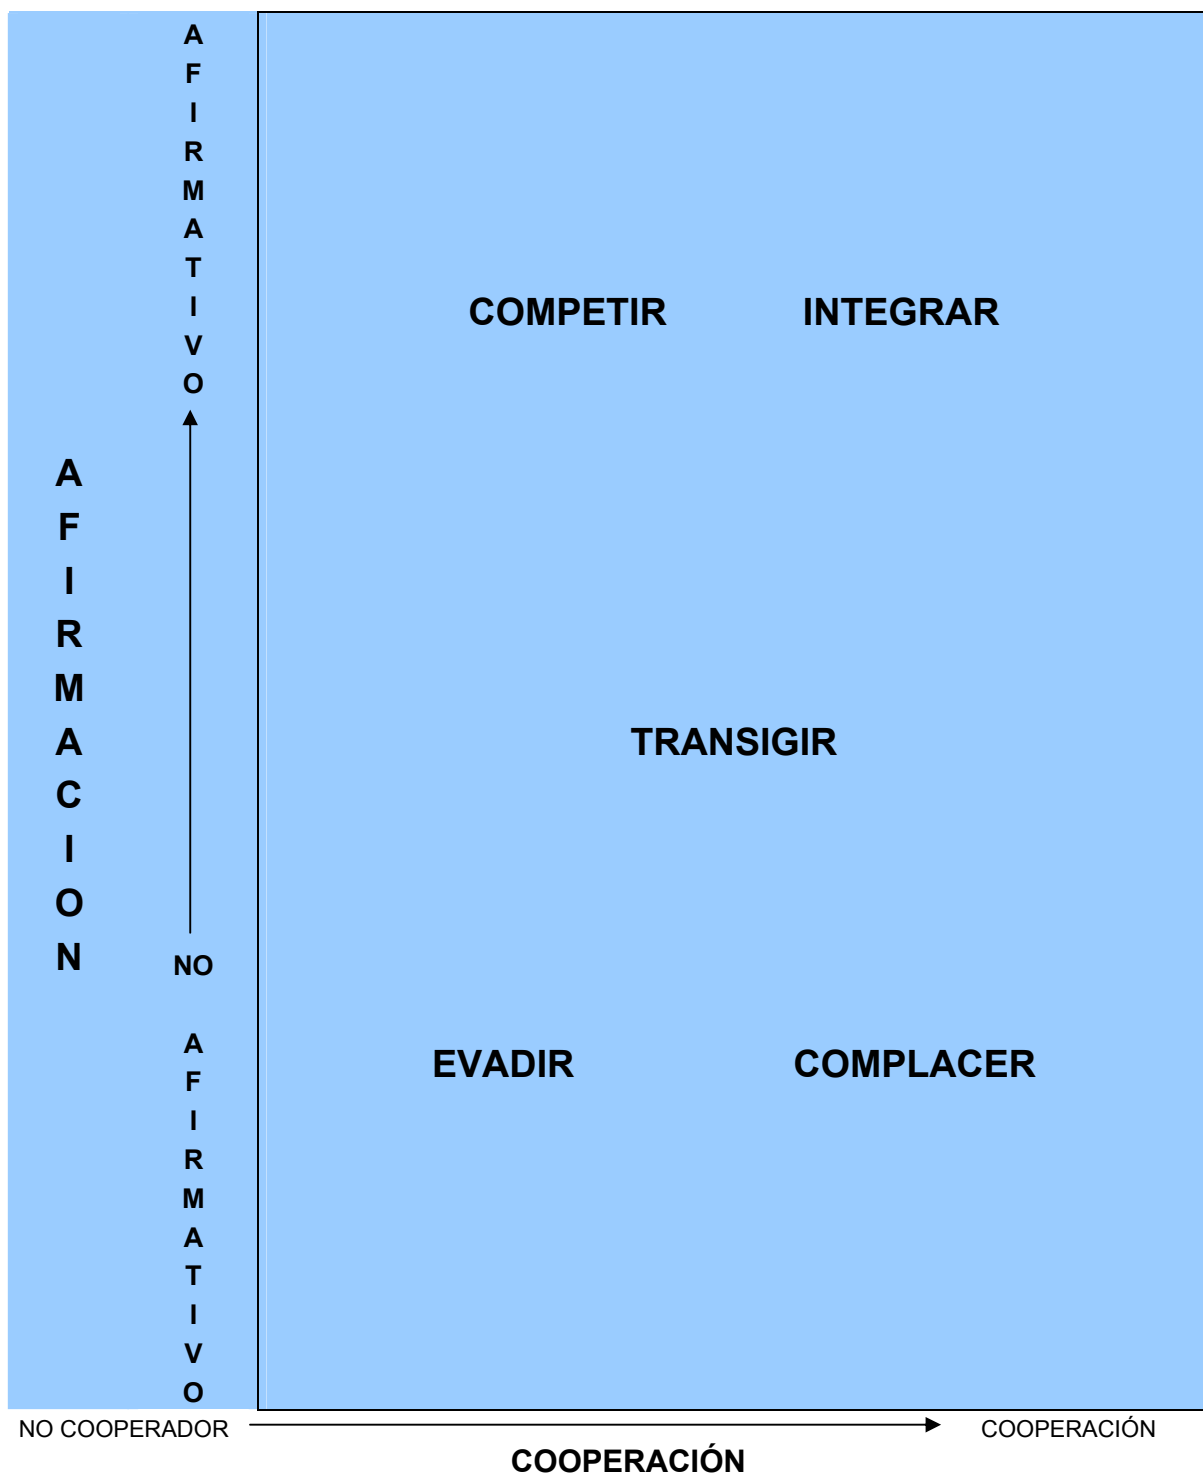 AFIRMACION
AFIRMATIVO
NO
AFIRMATIVO
COMPETIR INTEGRAR
TRANSIGIR
EVADIR COMPLACER
NO COOPERADOR COOPERACIÓN
COOPERACIÓN